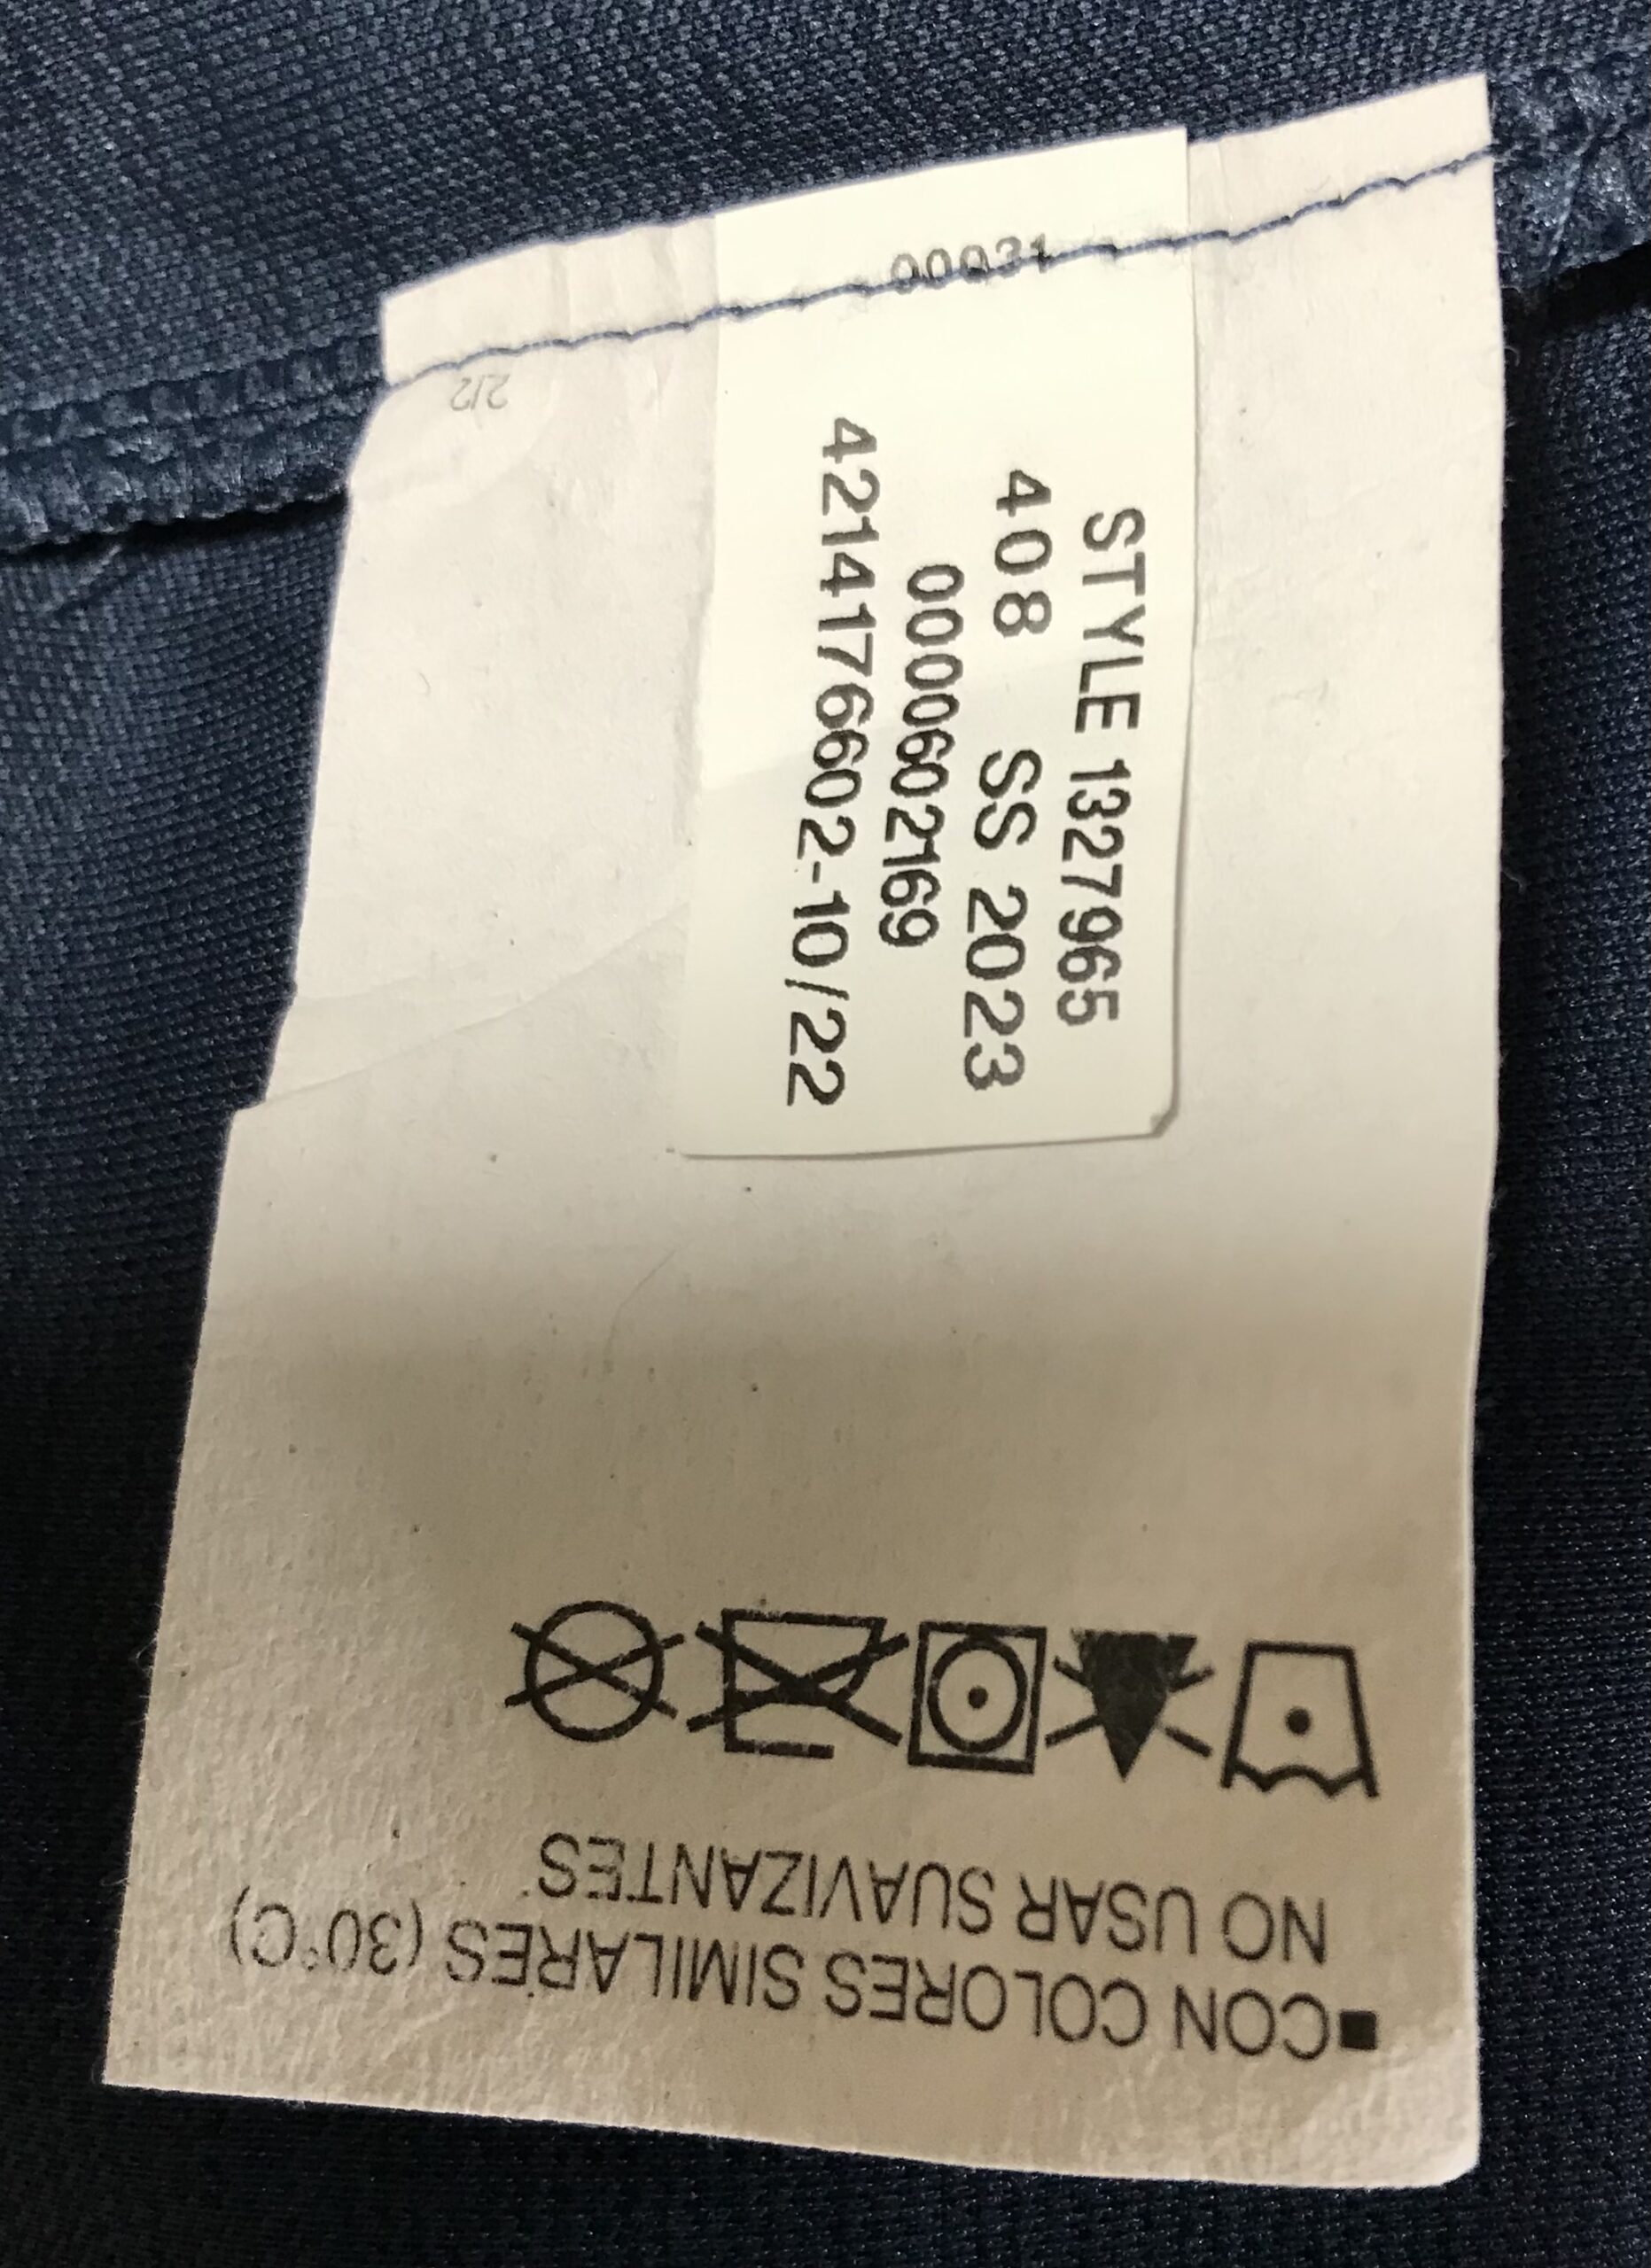 00031
STYLE 1327965
408 SS 2023
0000602169
4214176602-10/22
▪CON COLORES SIMILARES (30°C)
NO USAR SUAVIZANTES
2/2